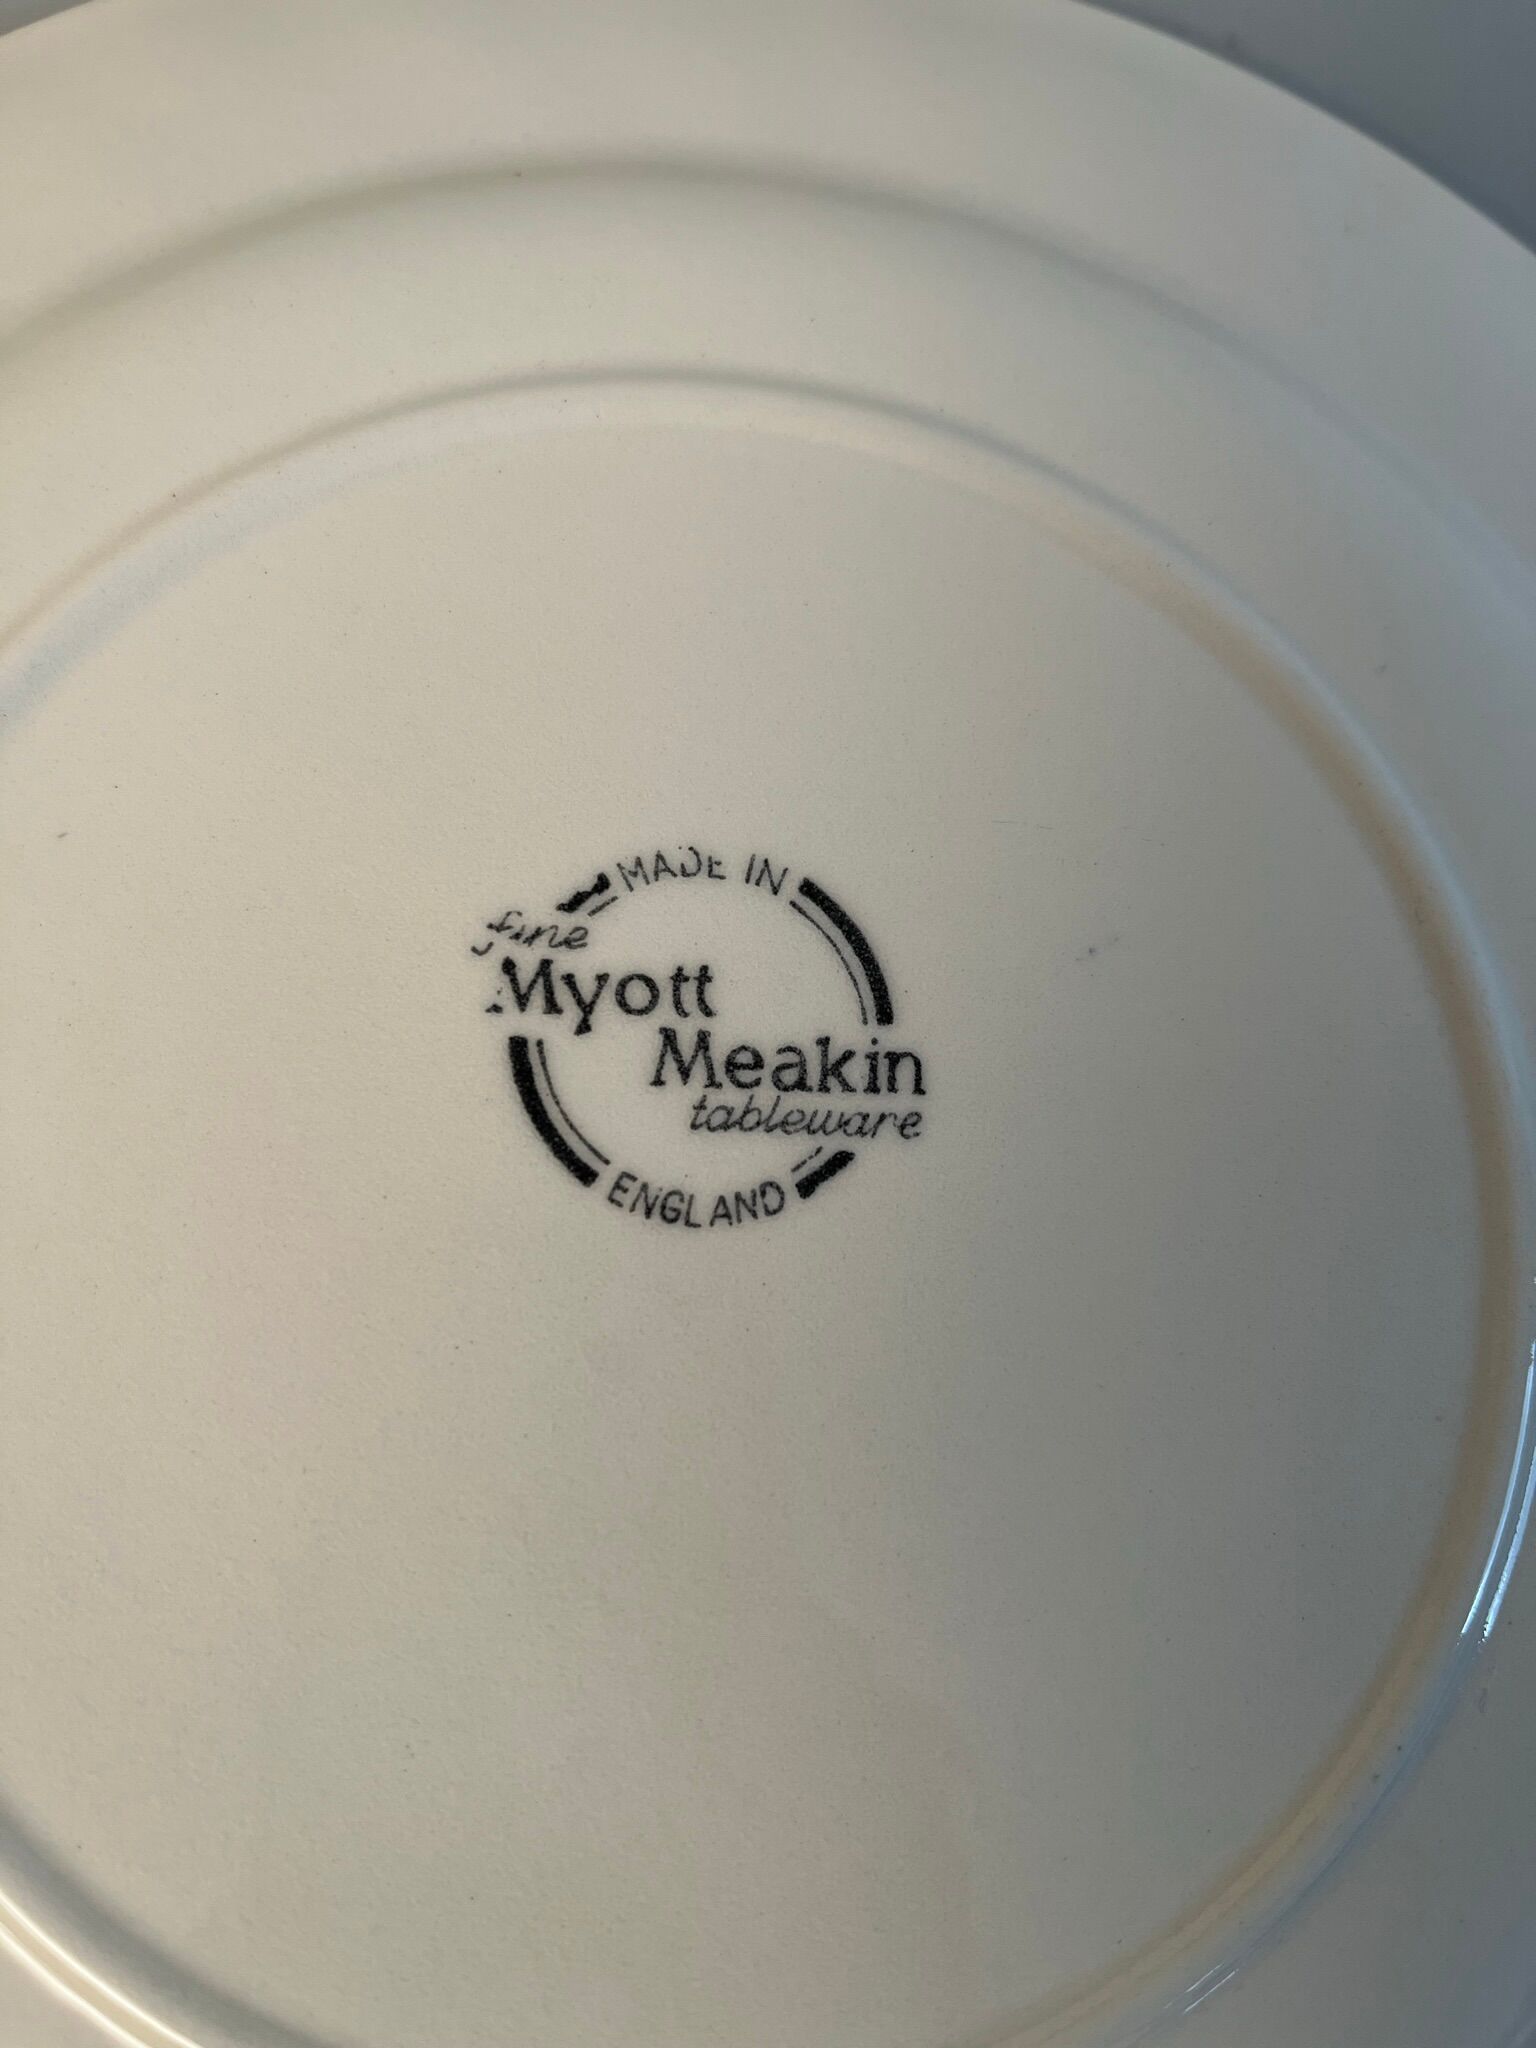 MADE IN
fine
Myott
Meakin
tableware
ENGLAND